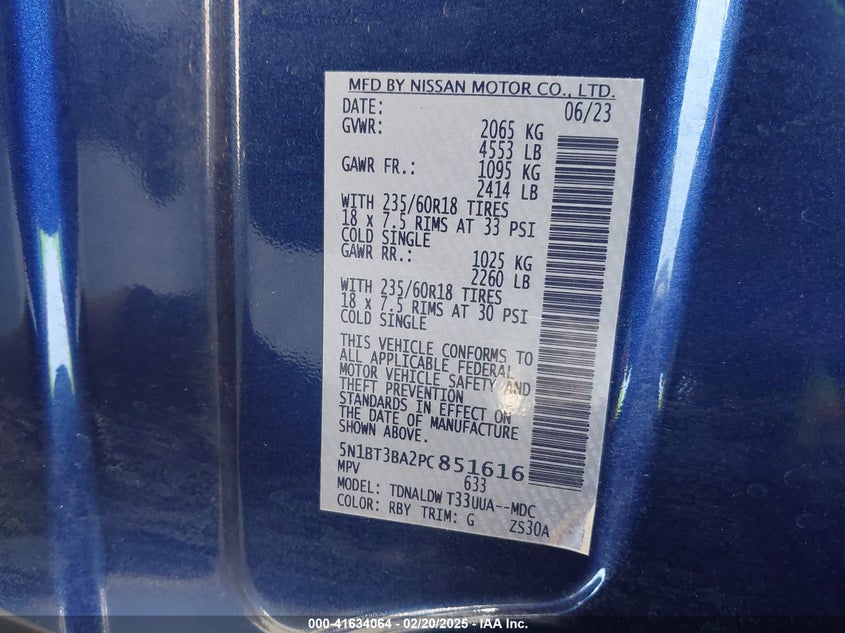 MFD BY NISSAN MOTOR CO., LTD.
DATE: 06/23
GVWR: 2065 KG
4553 LB
GAWR FR.: 1095 KG
2414 LB
WITH 235/60R18 TIRES
18 x 7.5 RIMS AT 33 PSI
COLD SINGLE
GAWR RR.: 1025 KG
2260 LB
WITH 235/60R18 TIRES
18 x 7.5 RIMS AT 30 PSI
COLD SINGLE
THIS VEHICLE CONFORMS TO
ALL APPLICABLE FEDERAL
MOTOR VEHICLE SAFETY AND
THEFT PREVENTION
STANDARDS IN EFFECT ON
THE DATE OF MANUFACTURE
SHOWN ABOVE.
5N1BT3BA2PC851616
MPV 633
MODEL: TDNALDW T33UUA--MDC
COLOR: RBY TRIM: G ZS30A
000-41634064 - 02/20/2025 - IAA Inc.